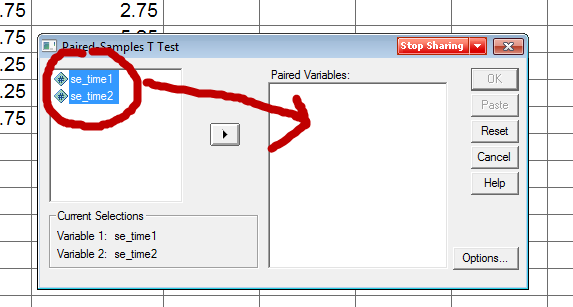 .75 2.75
Paired-Samples T Test Stop Sharing
.75
.25
.25
.75
se_time1
se_time2
Paired Variables:
OK
Paste
Reset
Cancel
Help
Current Selections
Variable 1: se_time1
Variable 2: se_time2
Options...